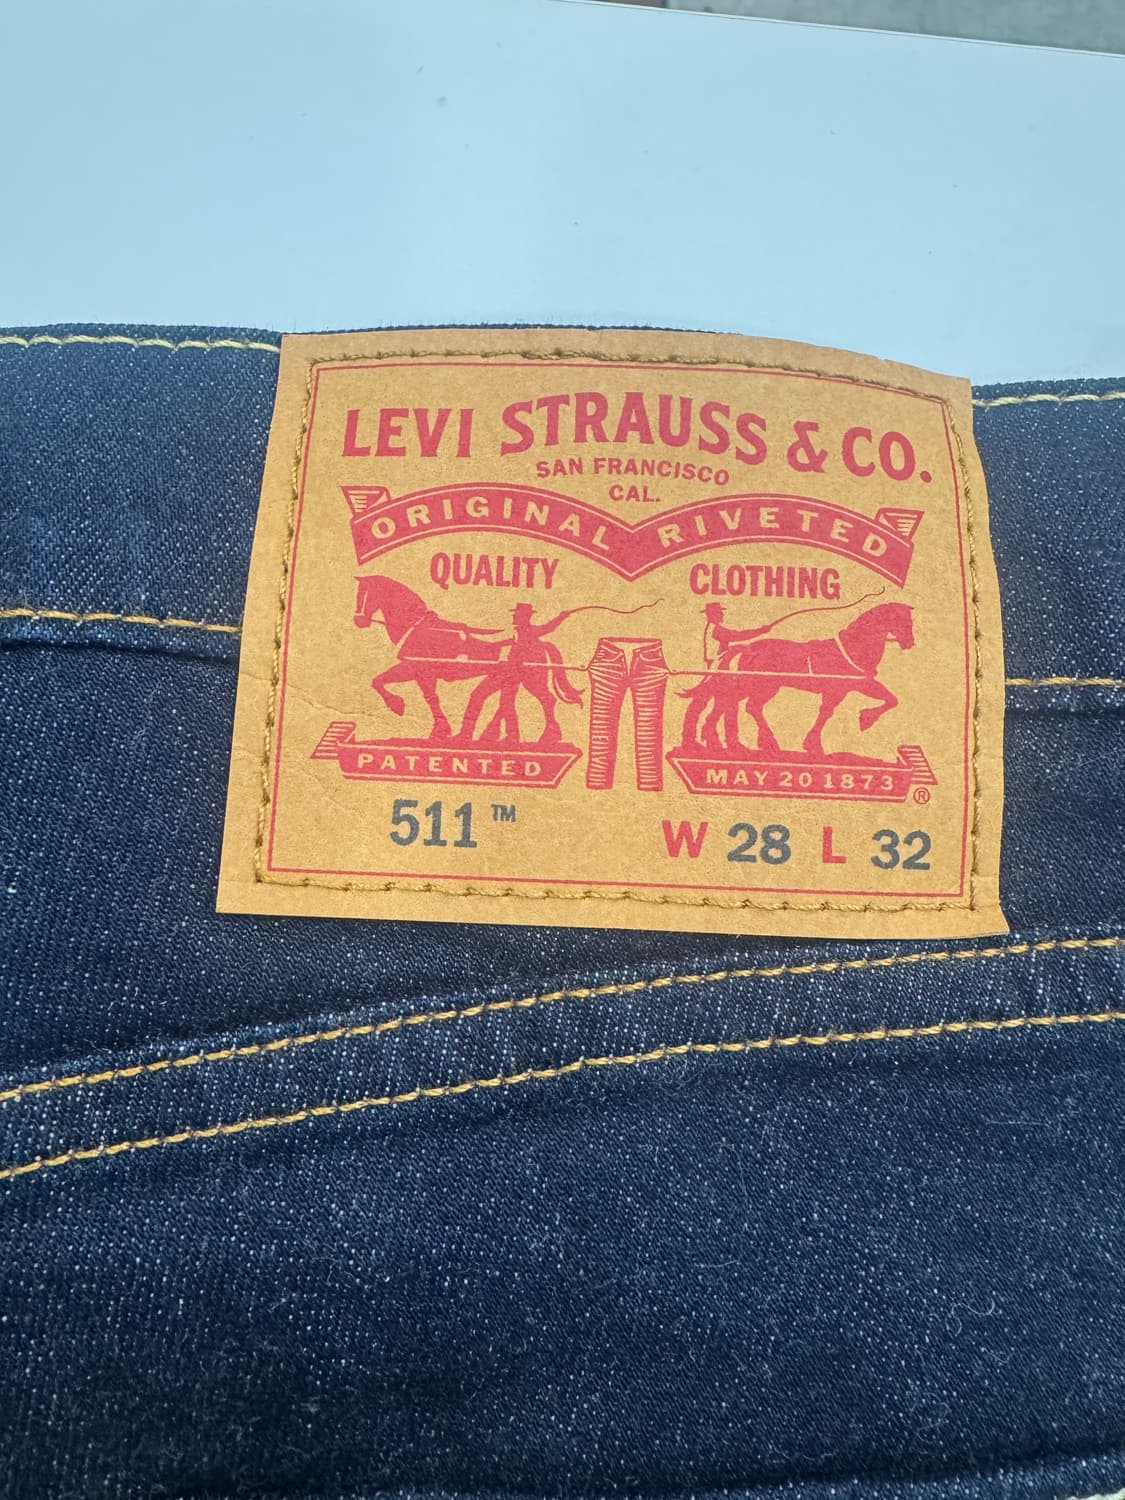 LEVI STRAUSS & CO.
SAN FRANCISCO
CAL.
ORIGINAL RIVETED
QUALITY CLOTHING
PATENTED MAY 20 1873 ®
511™ W 28 L 32